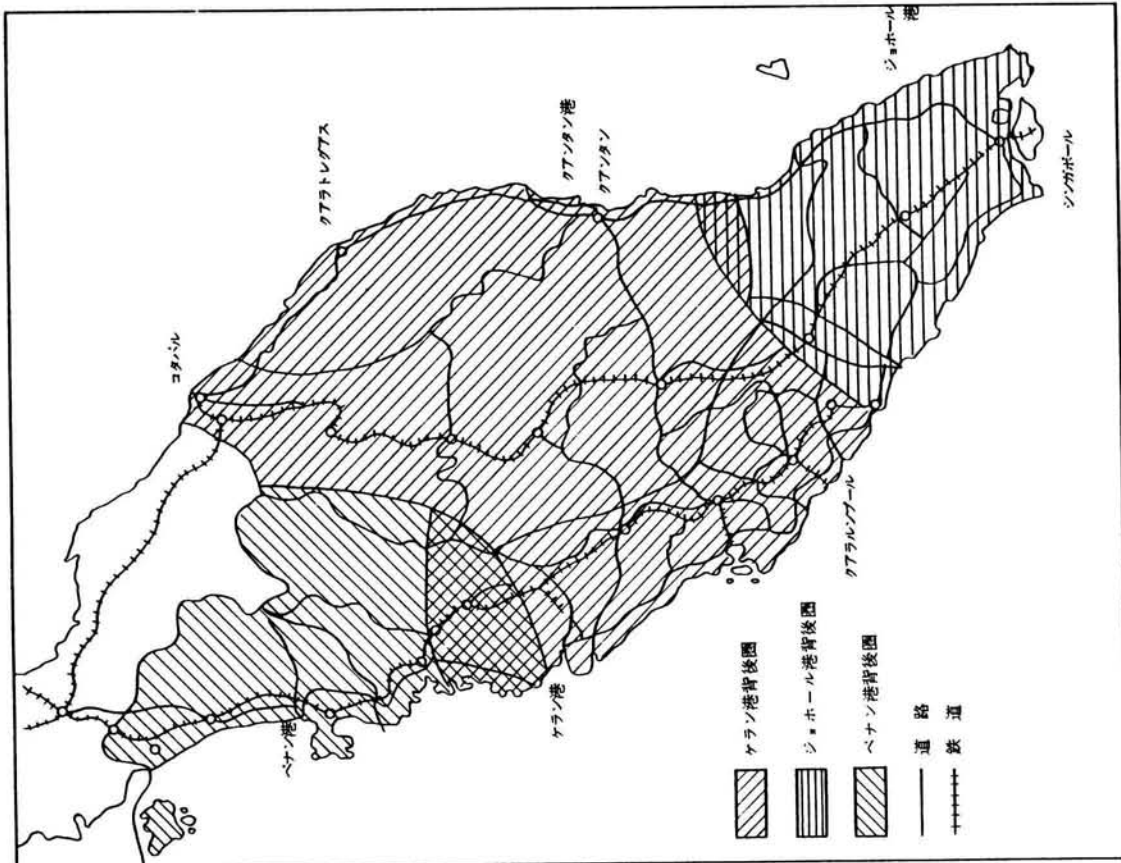 ジョホール港
クアンタン港
クアンタン
クアラトレグアス
コタバル
シンガポール
クアラルンプール
ケラン港
ペナン港
ケラン港背後圏
ジョホール港背後圏
ペナン港背後圏
道路
鉄道